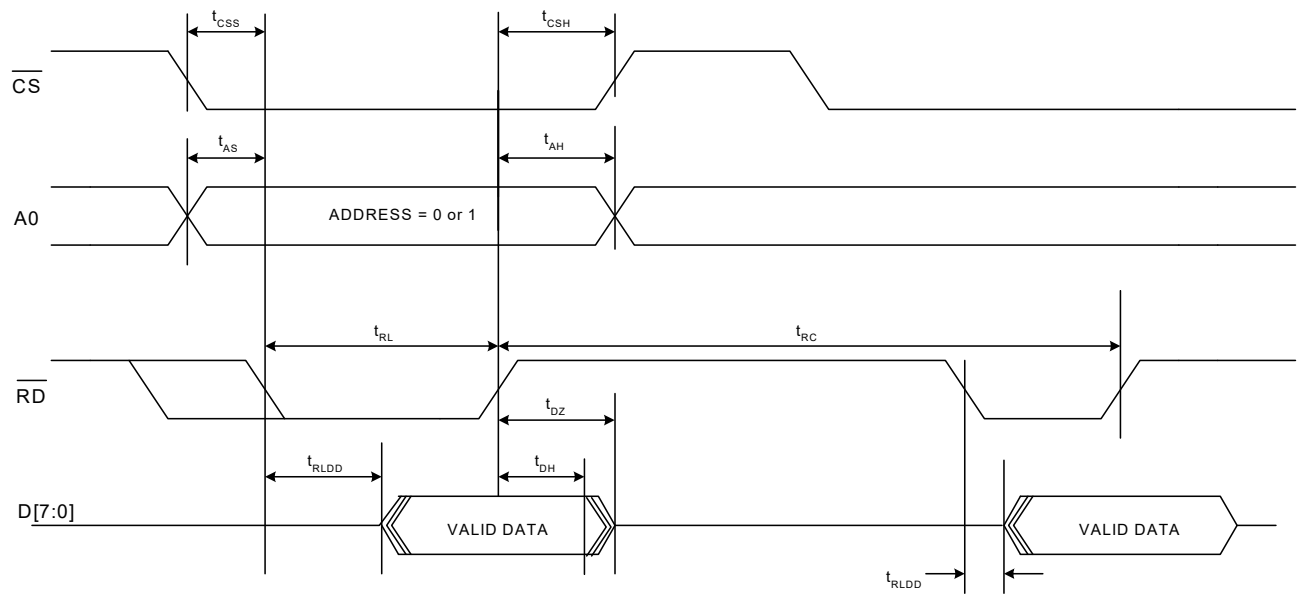 tCSS
tCSH
CS
tAS
tAH
A0
ADDRESS = 0 or 1
tRL
tRC
RD
tDZ
tRLDD
tDH
D[7:0]
VALID DATA
VALID DATA
tRLDD